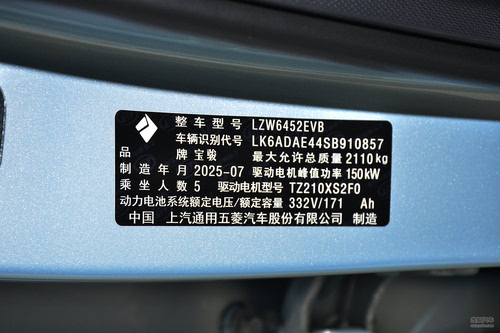 整车型号 LZW6452EVB
车辆识别代号 LK6ADAE44SB910857
品牌 宝骏 最大允许总质量 2110kg
制造年月 2025-07 驱动电机峰值功率 150kW
乘坐人数 5 驱动电机型号 TZ210XS2F0
动力电池系统额定电压/额定容量 332V/171 Ah
中国 上汽通用五菱汽车股份有限公司 制造